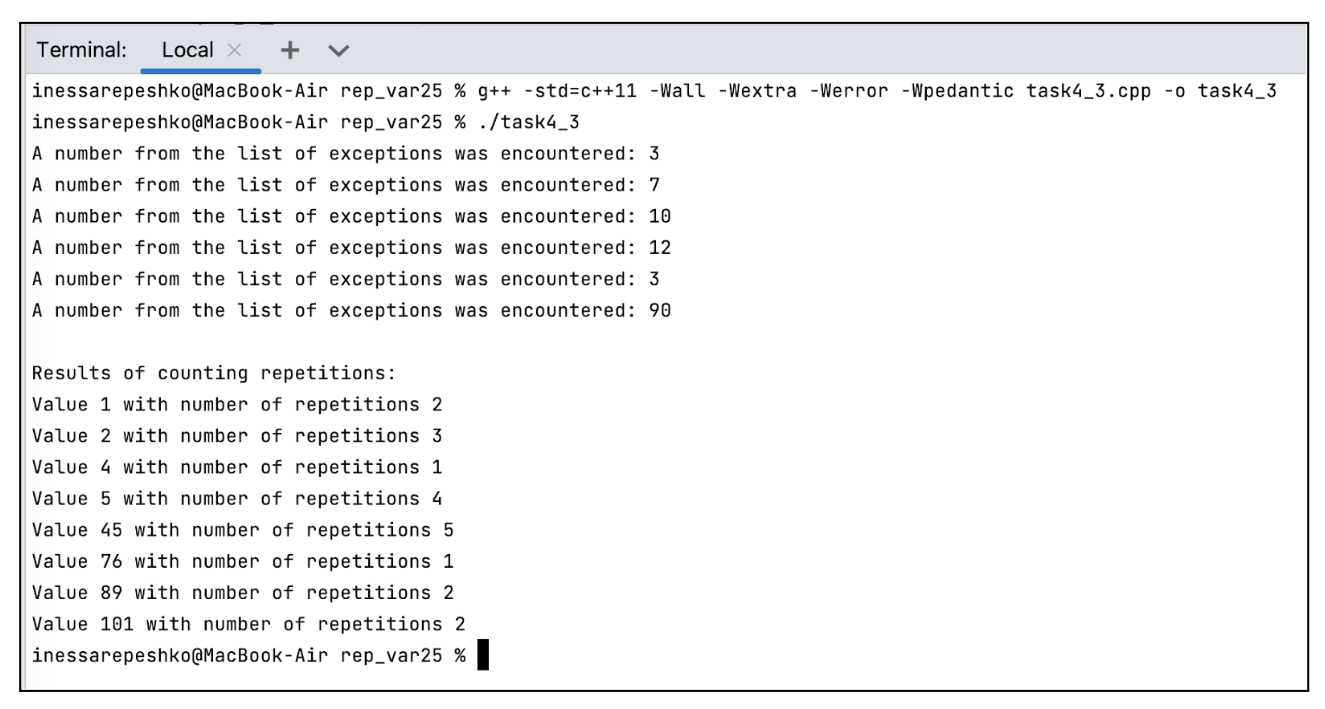 Terminal: Local × + 
inessarepeshko@MacBook-Air rep_var25 % g++ -std=c++11 -Wall -Wextra -Werror -Wpedantic task4_3.cpp -o task4_3
inessarepeshko@MacBook-Air rep_var25 % ./task4_3
A number from the list of exceptions was encountered: 3
A number from the list of exceptions was encountered: 7
A number from the list of exceptions was encountered: 10
A number from the list of exceptions was encountered: 12
A number from the list of exceptions was encountered: 3
A number from the list of exceptions was encountered: 90
Results of counting repetitions:
Value 1 with number of repetitions 2
Value 2 with number of repetitions 3
Value 4 with number of repetitions 1
Value 5 with number of repetitions 4
Value 45 with number of repetitions 5
Value 76 with number of repetitions 1
Value 89 with number of repetitions 2
Value 101 with number of repetitions 2
inessarepeshko@MacBook-Air rep_var25 %